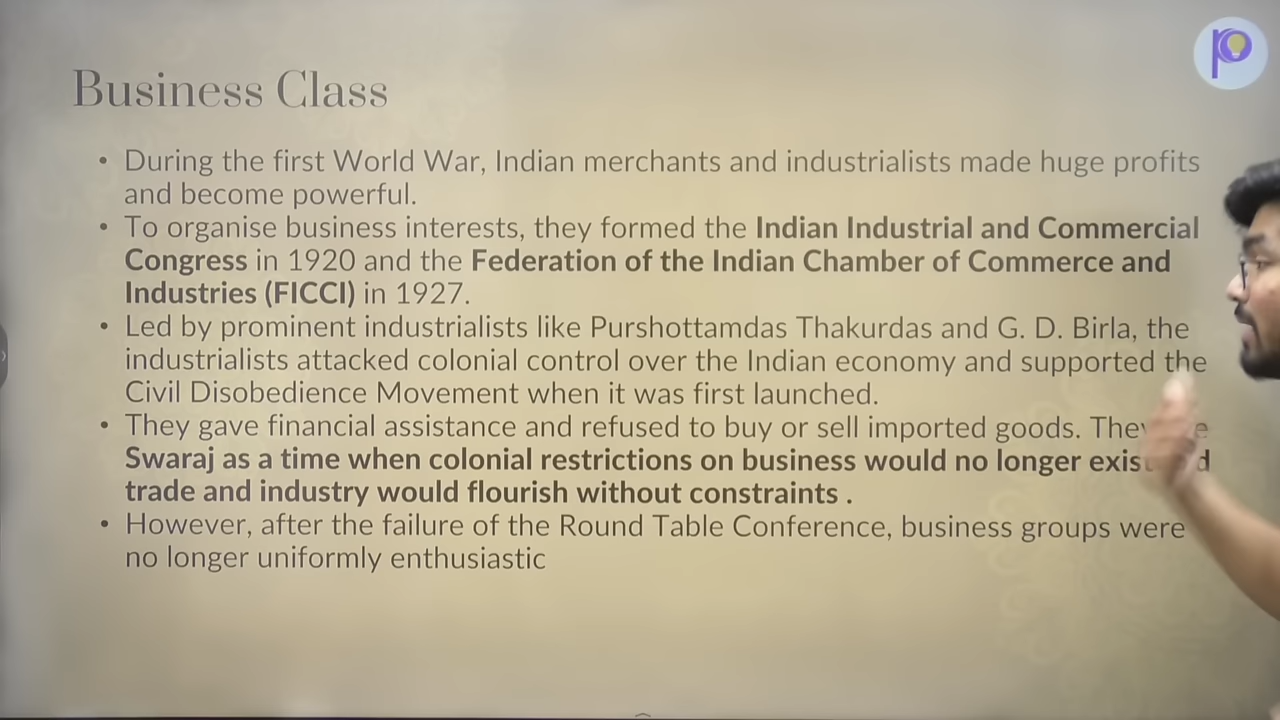 Business Class
• During the first World War, Indian merchants and industrialists made huge profits
and become powerful.
• To organise business interests, they formed the Indian Industrial and Commercial
Congress in 1920 and the Federation of the Indian Chamber of Commerce and
Industries (FICCI) in 1927.
• Led by prominent industrialists like Purshottamdas Thakurdas and G. D. Birla, the
industrialists attacked colonial control over the Indian economy and supported the
Civil Disobedience Movement when it was first launched.
• They gave financial assistance and refused to buy or sell imported goods. They
Swaraj as a time when colonial restrictions on business would no longer
trade and industry would flourish without constraints .
• However, after the failure of the Round Table Conference, business groups were
no longer uniformly enthusiastic